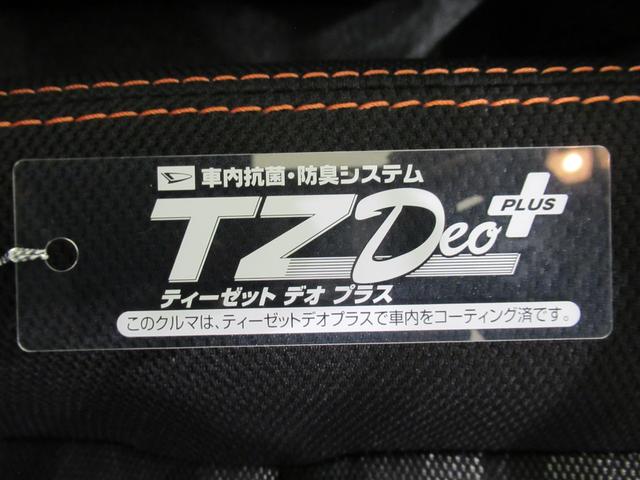 車内抗菌・防臭システム
TZDeo PLUS
ティーゼット デオ プラス
このクルマは、ティーゼットデオプラスで車内をコーティング済です。